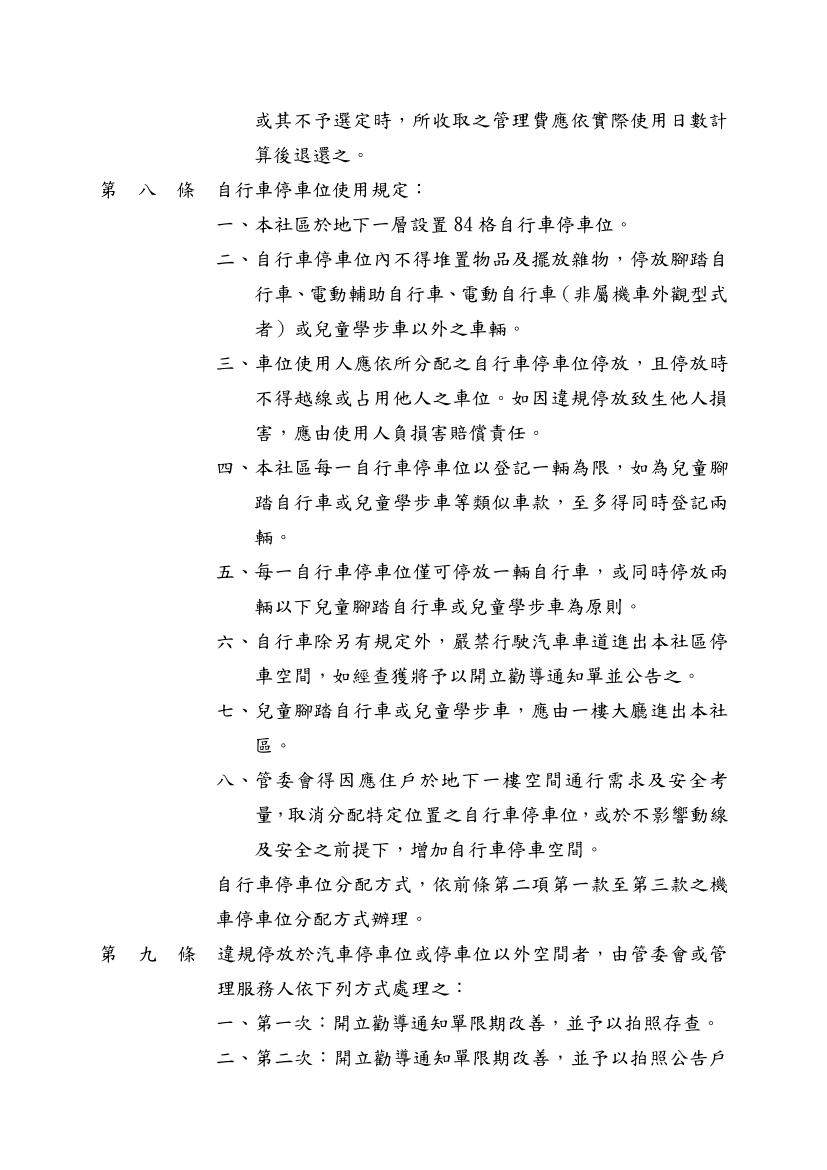 或其不予選定時，所收取之管理費應依實際使用日數計
算後退還之。
第八條 自行車停車位使用規定：
一、本社區於地下一層設置 84 格自行車停車位。
二、自行車停車位內不得堆置物品及擺放雜物，停放腳踏自
行車、電動輔助自行車、電動自行車（非屬機車外觀型式
者）或兒童學步車以外之車輛。
三、車位使用人應依所分配之自行車停車位停放，且停放時
不得越線或占用他人之車位。如因違規停放致生他人損
害，應由使用人負損害賠償責任。
四、本社區每一自行車停車位以登記一輛為限，如為兒童腳
踏自行車或兒童學步車等類似車款，至多得同時登記兩
輛。
五、每一自行車停車位僅可停放一輛自行車，或同時停放兩
輛以下兒童腳踏自行車或兒童學步車為原則。
六、自行車除另有規定外，嚴禁行駛汽車車道進出本社區停
車空間，如經查獲將予以開立勸導通知單並公告之。
七、兒童腳踏自行車或兒童學步車，應由一樓大廳進出本社
區。
八、管委會得因應住戶於地下一樓空間通行需求及安全考
量，取消分配特定位置之自行車停車位，或於不影響動線
及安全之前提下，增加自行車停車空間。
自行車停車位分配方式，依前條第二項第一款至第三款之機
車停車位分配方式辦理。
第九條 違規停放於汽車停車位或停車位以外空間者，由管委會或管
理服務人依下列方式處理之：
一、第一次：開立勸導通知單限期改善，並予以拍照存查。
二、第二次：開立勸導通知單限期改善，並予以拍照公告戶